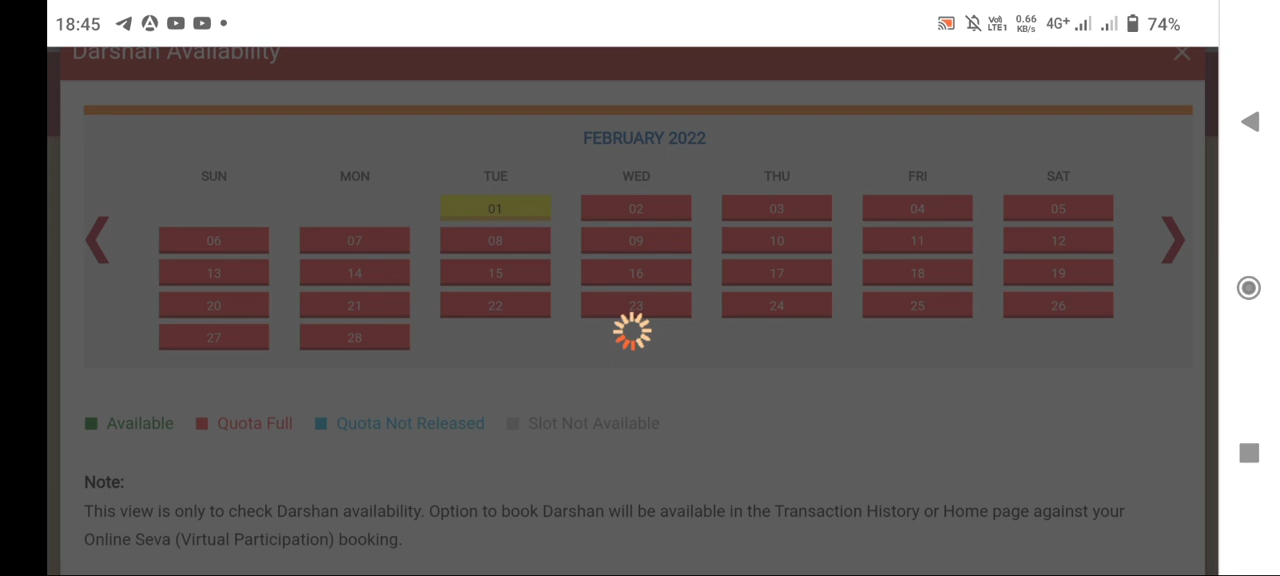 18:45
Vo) LTE1 0.66 KB/s 4G+ 74%
Darshan Availability
FEBRUARY 2022
SUN MON TUE WED THU FRI SAT
01 02 03 04 05
06 07 08 09 10 11 12
13 14 15 16 17 18 19
20 21 22 23 24 25 26
27 28
Available Quota Full Quota Not Released Slot Not Available
Note:
This view is only to check Darshan availability. Option to book Darshan will be available in the Transaction History or Home page against your
Online Seva (Virtual Participation) booking.